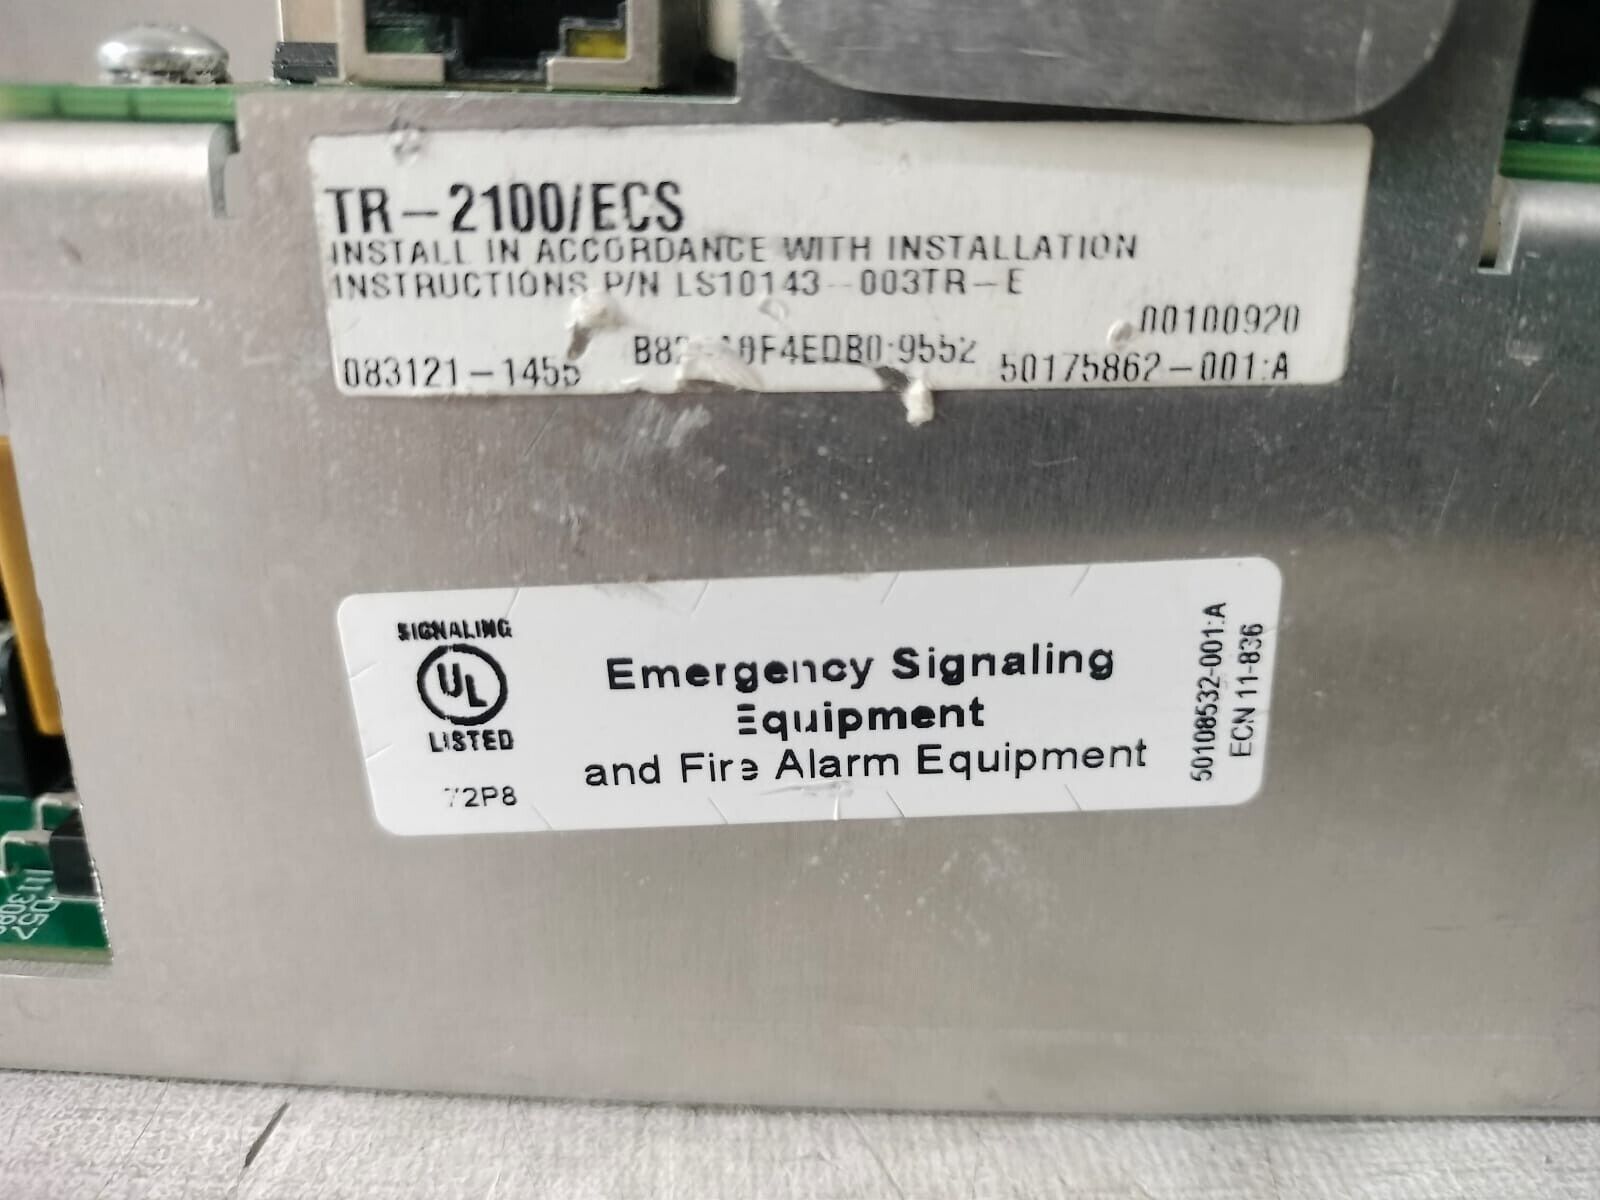 TR-2100/ECS
INSTALL IN ACCORDANCE WITH INSTALLATION
INSTRUCTIONS P/N LS10143-003TR-E
00100920
083121-1455
50175862-001:A
SIGNALING
UL
LISTED
72P8
Emergency Signaling
Equipment
and Fire Alarm Equipment
50108532-001:A
ECN 11-836